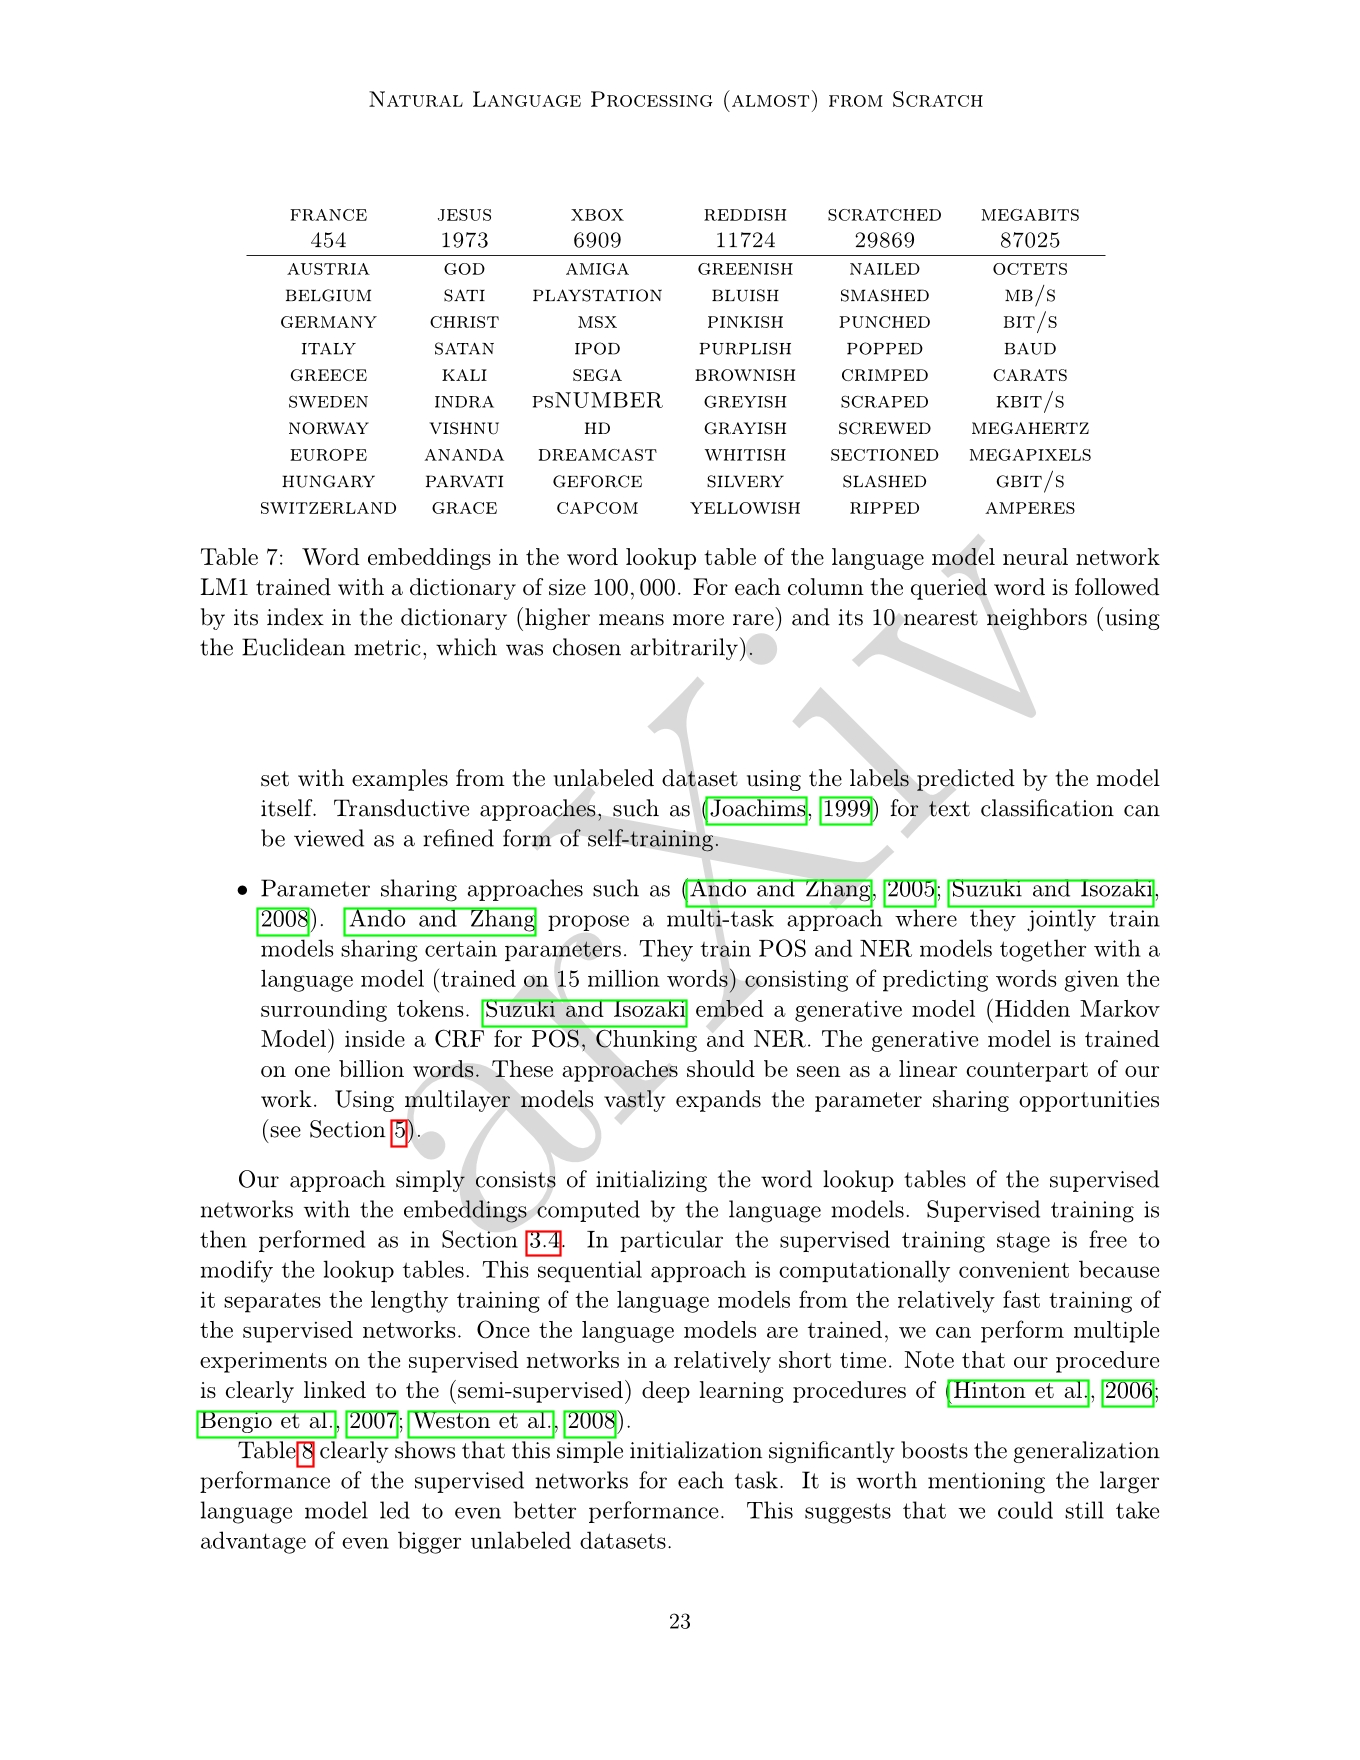 NATURAL LANGUAGE PROCESSING (ALMOST) FROM SCRATCH
FRANCE JESUS XBOX REDDISH SCRATCHED MEGABITS
454 1973 6909 11724 29869 87025
AUSTRIA GOD AMIGA GREENISH NAILED OCTETS
BELGIUM SATI PLAYSTATION BLUISH SMASHED MB/S
GERMANY CHRIST MSX PINKISH PUNCHED BIT/S
ITALY SATAN IPOD PURPLISH POPPED BAUD
GREECE KALI SEGA BROWNISH CRIMPED CARATS
SWEDEN INDRA PSNUMBER GREYISH SCRAPED KBIT/S
NORWAY VISHNU HD GRAYISH SCREWED MEGAHERTZ
EUROPE ANANDA DREAMCAST WHITISH SECTIONED MEGAPIXELS
HUNGARY PARVATI GEFORCE SILVERY SLASHED GBIT/S
SWITZERLAND GRACE CAPCOM YELLOWISH RIPPED AMPERES
Table 7: Word embeddings in the word lookup table of the language model neural network
LM1 trained with a dictionary of size 100, 000. For each column the queried word is followed
by its index in the dictionary (higher means more rare) and its 10 nearest neighbors (using
the Euclidean metric, which was chosen arbitrarily).
set with examples from the unlabeled dataset using the labels predicted by the model
itself. Transductive approaches, such as (Joachims, 1999) for text classification can
be viewed as a refined form of self-training.
• Parameter sharing approaches such as (Ando and Zhang, 2005; Suzuki and Isozaki,
2008). Ando and Zhang propose a multi-task approach where they jointly train
models sharing certain parameters. They train POS and NER models together with a
language model (trained on 15 million words) consisting of predicting words given the
surrounding tokens. Suzuki and Isozaki embed a generative model (Hidden Markov
Model) inside a CRF for POS, Chunking and NER. The generative model is trained
on one billion words. These approaches should be seen as a linear counterpart of our
work. Using multilayer models vastly expands the parameter sharing opportunities
(see Section 5).
Our approach simply consists of initializing the word lookup tables of the supervised
networks with the embeddings computed by the language models. Supervised training is
then performed as in Section 3.4. In particular the supervised training stage is free to
modify the lookup tables. This sequential approach is computationally convenient because
it separates the lengthy training of the language models from the relatively fast training of
the supervised networks. Once the language models are trained, we can perform multiple
experiments on the supervised networks in a relatively short time. Note that our procedure
is clearly linked to the (semi-supervised) deep learning procedures of (Hinton et al., 2006;
Bengio et al., 2007; Weston et al., 2008).
Table 8 clearly shows that this simple initialization significantly boosts the generalization
performance of the supervised networks for each task. It is worth mentioning the larger
language model led to even better performance. This suggests that we could still take
advantage of even bigger unlabeled datasets.
23
arXiv